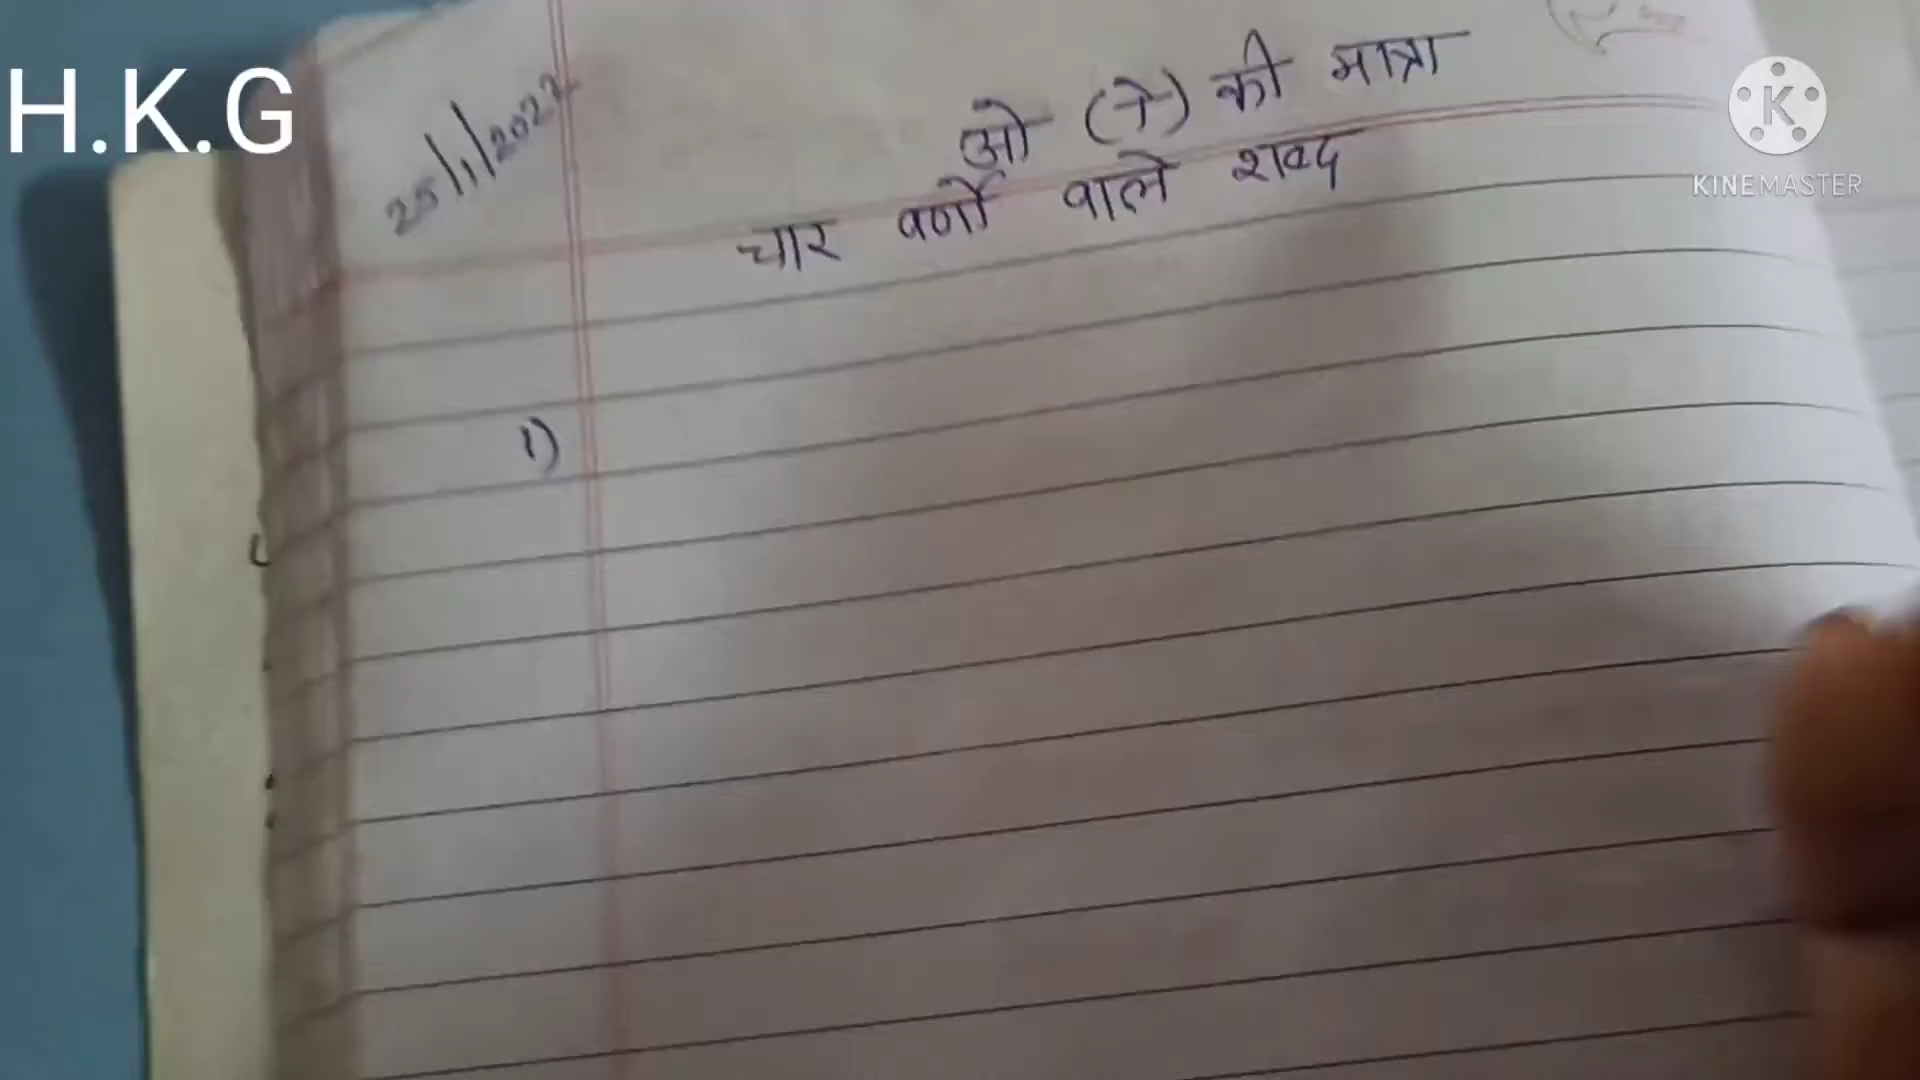 H.K.G
25/1/2022
ओ (ो) की मात्रा
चार वर्णों वाले शब्द
1)
KINEMASTER